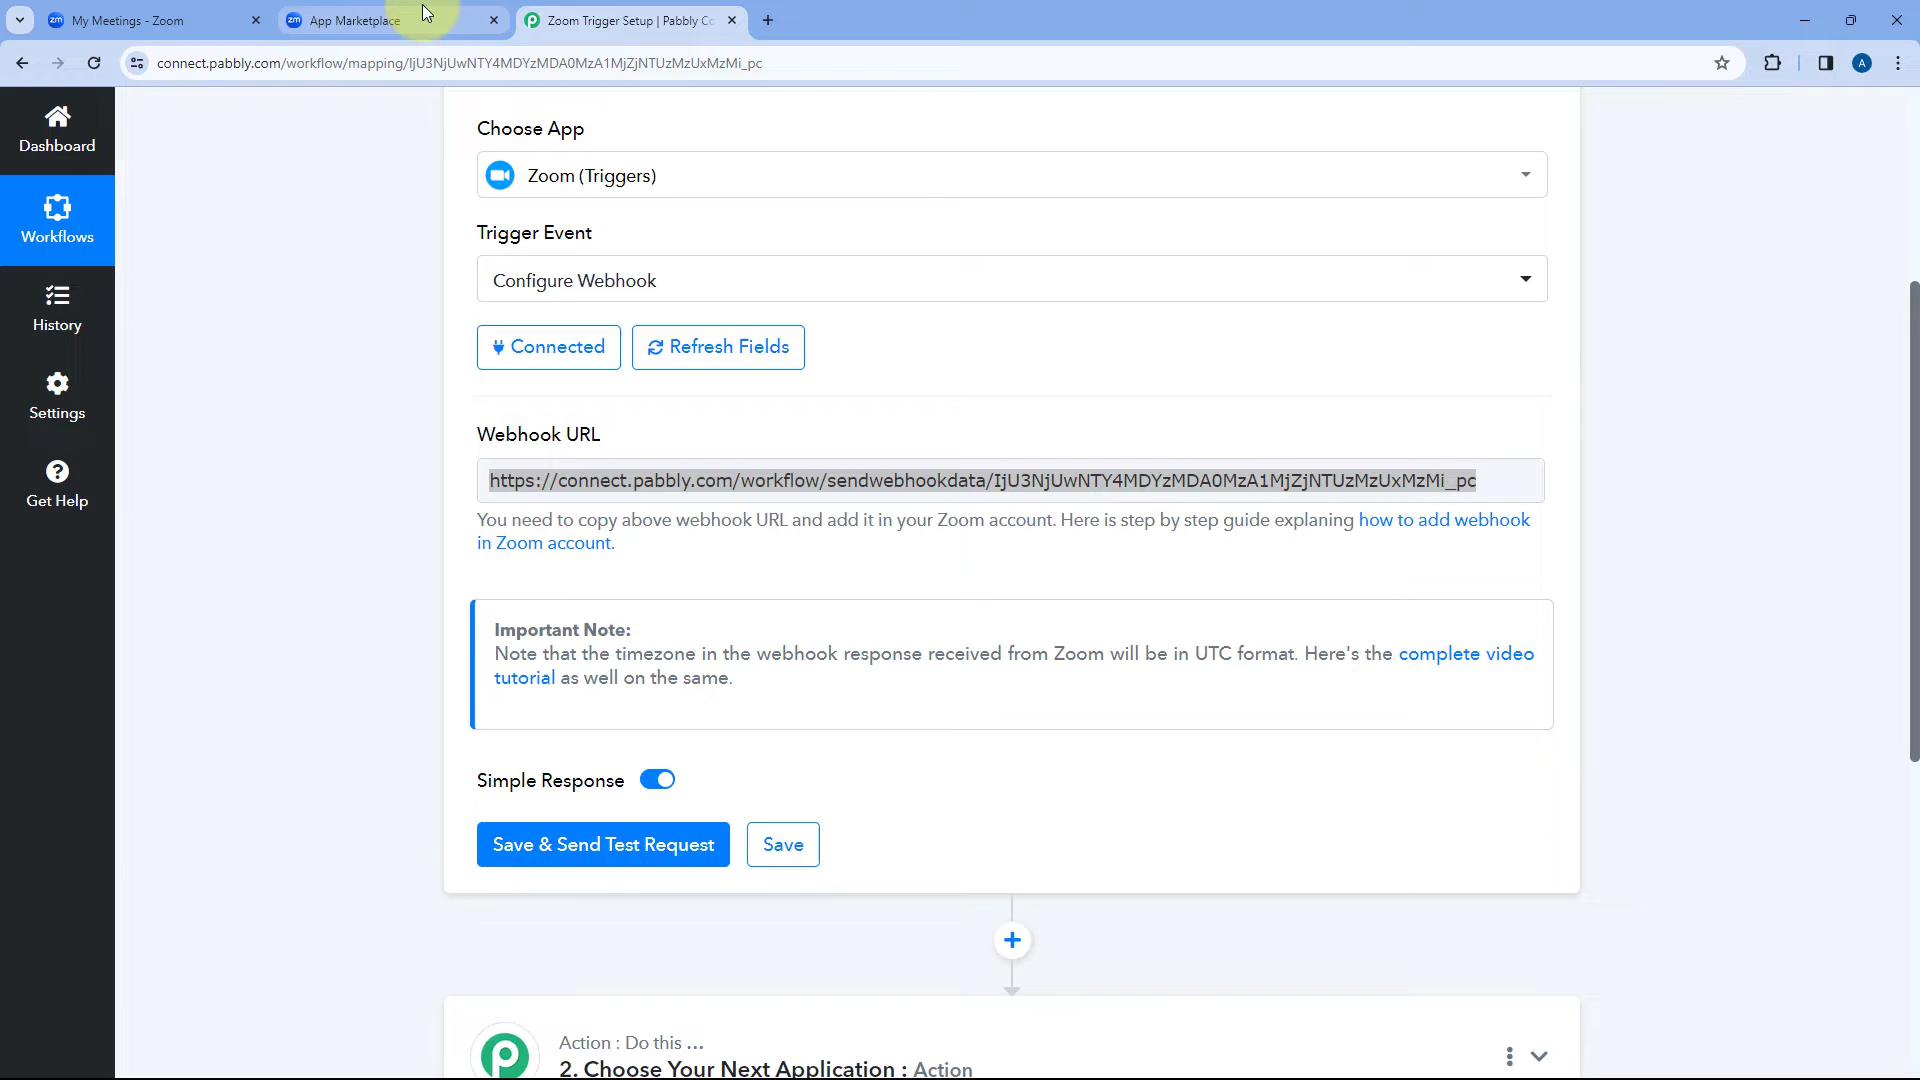 My Meetings - Zoom
App Marketplace
Zoom Trigger Setup | Pabbly Co
connect.pabbly.com/workflow/mapping/IjU3NjUwNTY4MDYzMDA0MzA1MjZjNTUzMzUxMzMi_pc
A
Dashboard
Workflows
History
Settings
Get Help
Choose App
Zoom (Triggers)
Trigger Event
Configure Webhook
Connected
Refresh Fields
Webhook URL
https://connect.pabbly.com/workflow/sendwebhookdata/IjU3NjUwNTY4MDYzMDA0MzA1MjZjNTUzMzUxMzMi_pc
You need to copy above webhook URL and add it in your Zoom account. Here is step by step guide explaning how to add webhook
in Zoom account.
Important Note:
Note that the timezone in the webhook response received from Zoom will be in UTC format. Here's the complete video
tutorial as well on the same.
Simple Response
Save & Send Test Request
Save
Action : Do this ...
2. Choose Your Next Application : Action